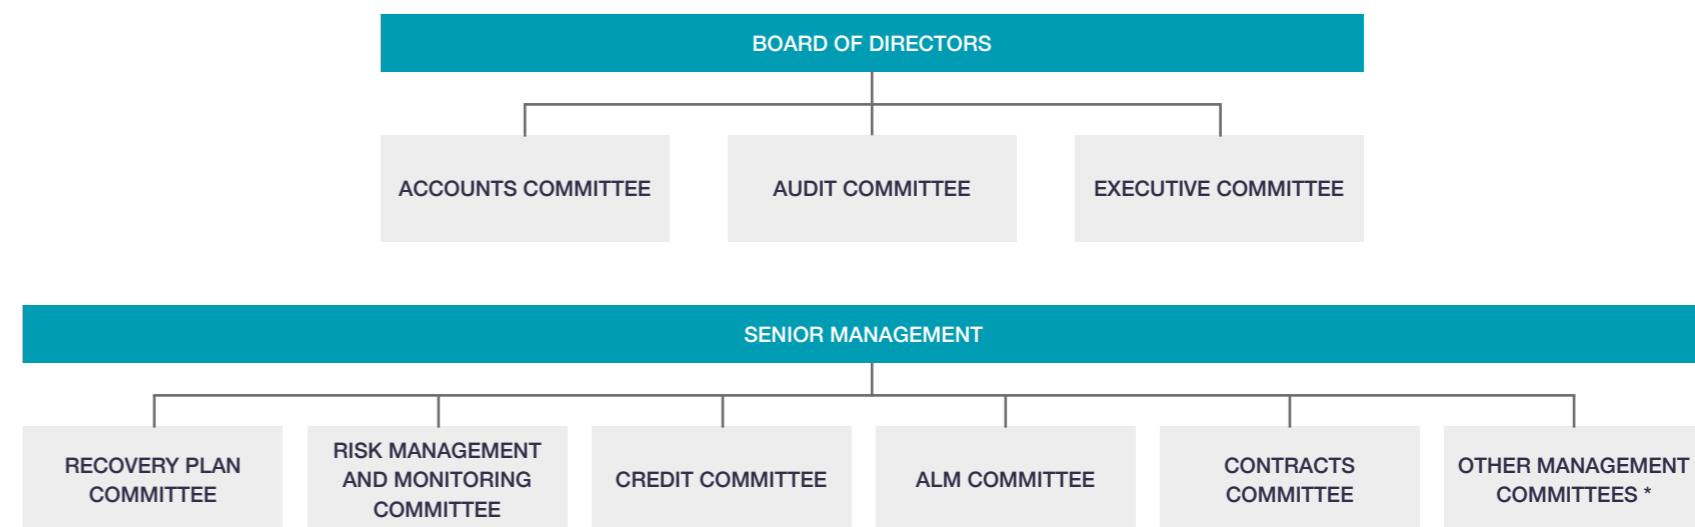 BOARD OF DIRECTORS
ACCOUNTS COMMITTEE
AUDIT COMMITTEE
EXECUTIVE COMMITTEE
SENIOR MANAGEMENT
RECOVERY PLAN
COMMITTEE
RISK MANAGEMENT
AND MONITORING
COMMITTEE
CREDIT COMMITTEE
ALM COMMITTEE
CONTRACTS
COMMITTEE
OTHER MANAGEMENT
COMMITTEES *